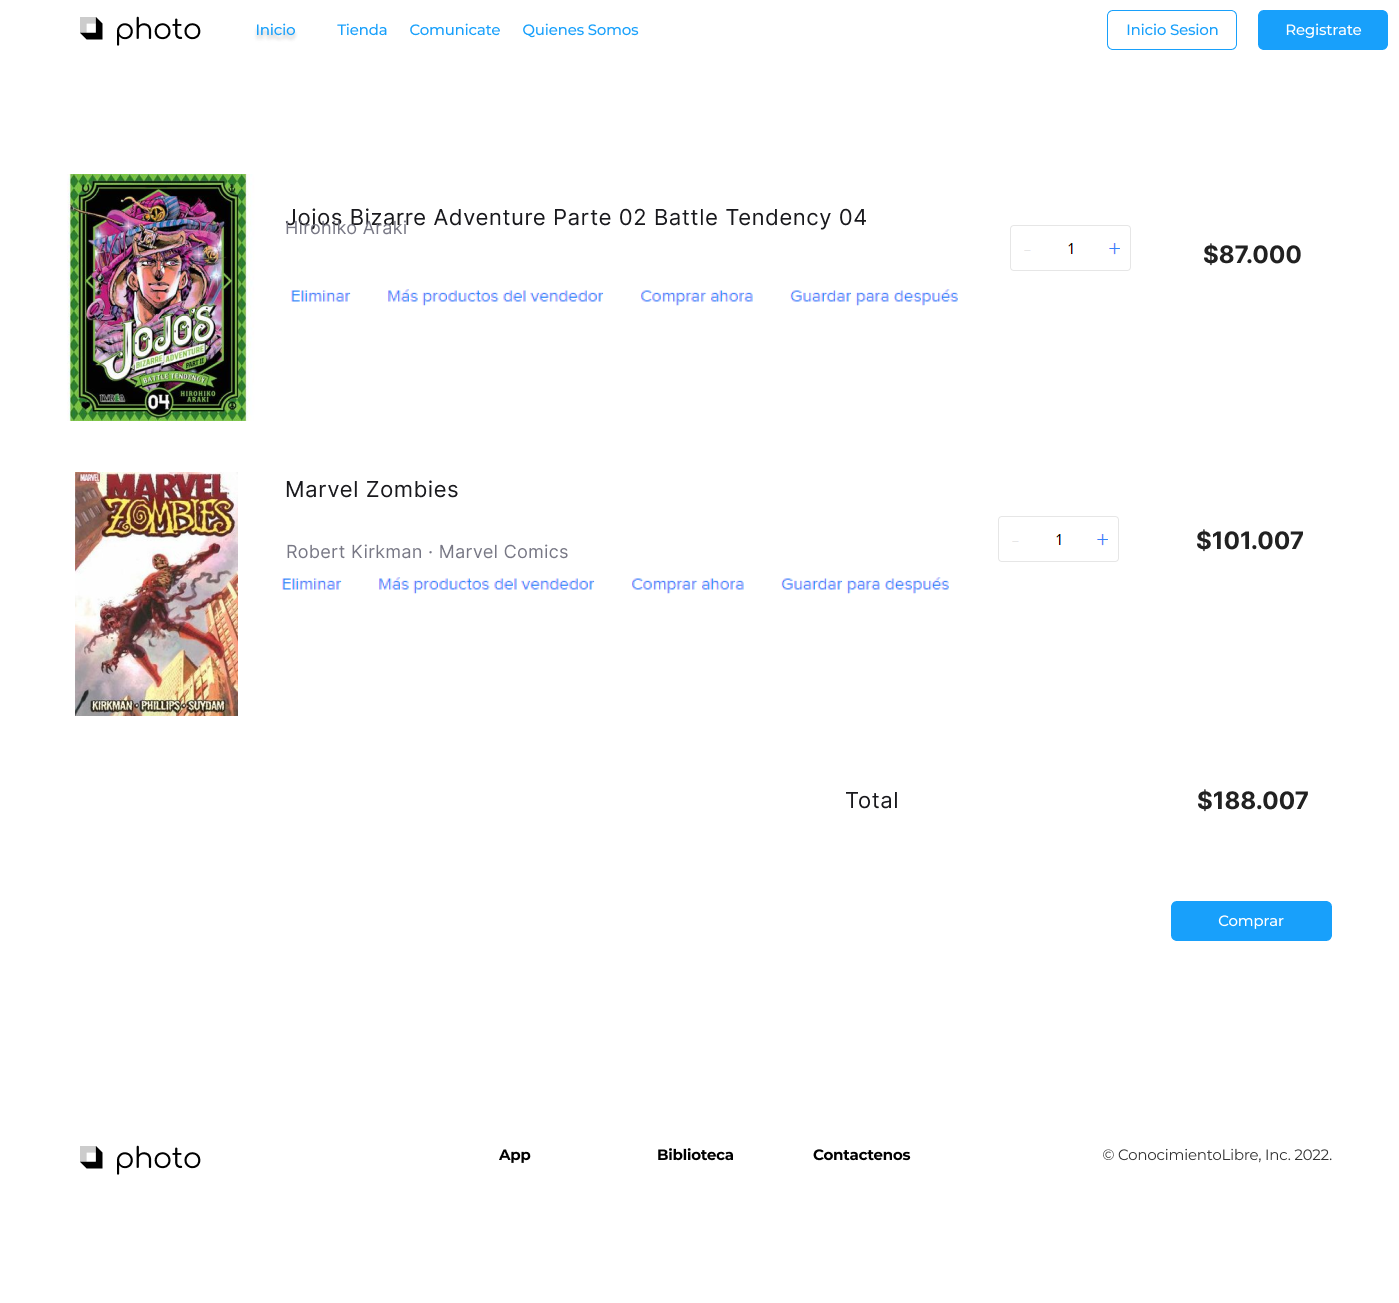 photo
Inicio Tienda Comunicate Quienes Somos
Inicio Sesion
Registrate
JOJO'S
BIZARRE ADVENTURE
PART II
BATTLE TENDENCY
04
HIROHIKO
ARAKI
Jojos Bizarre Adventure Parte 02 Battle Tendency 04
Hirohiko Araki
- 1 +
$87.000
Eliminar Más productos del vendedor Comprar ahora Guardar para después
MARVEL
MARVEL
ZOMBIES
KIRKMAN · PHILLIPS · SUYDAM
Marvel Zombies
Robert Kirkman · Marvel Comics
- 1 +
$101.007
Eliminar Más productos del vendedor Comprar ahora Guardar para después
Total $188.007
Comprar
photo
App Biblioteca Contactenos
© ConocimientoLibre, Inc. 2022.